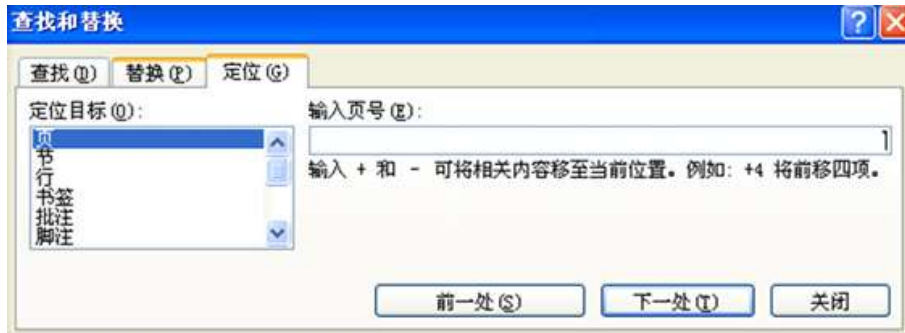 查找和替换
查找(D) 替换(P) 定位(G)
定位目标(O):
页
节
行
书签
批注
脚注
输入页号(E):
1
输入 + 和 - 可将相关内容移至当前位置。例如: +4 将前移四项。
前一处(S) 下一处(T) 关闭